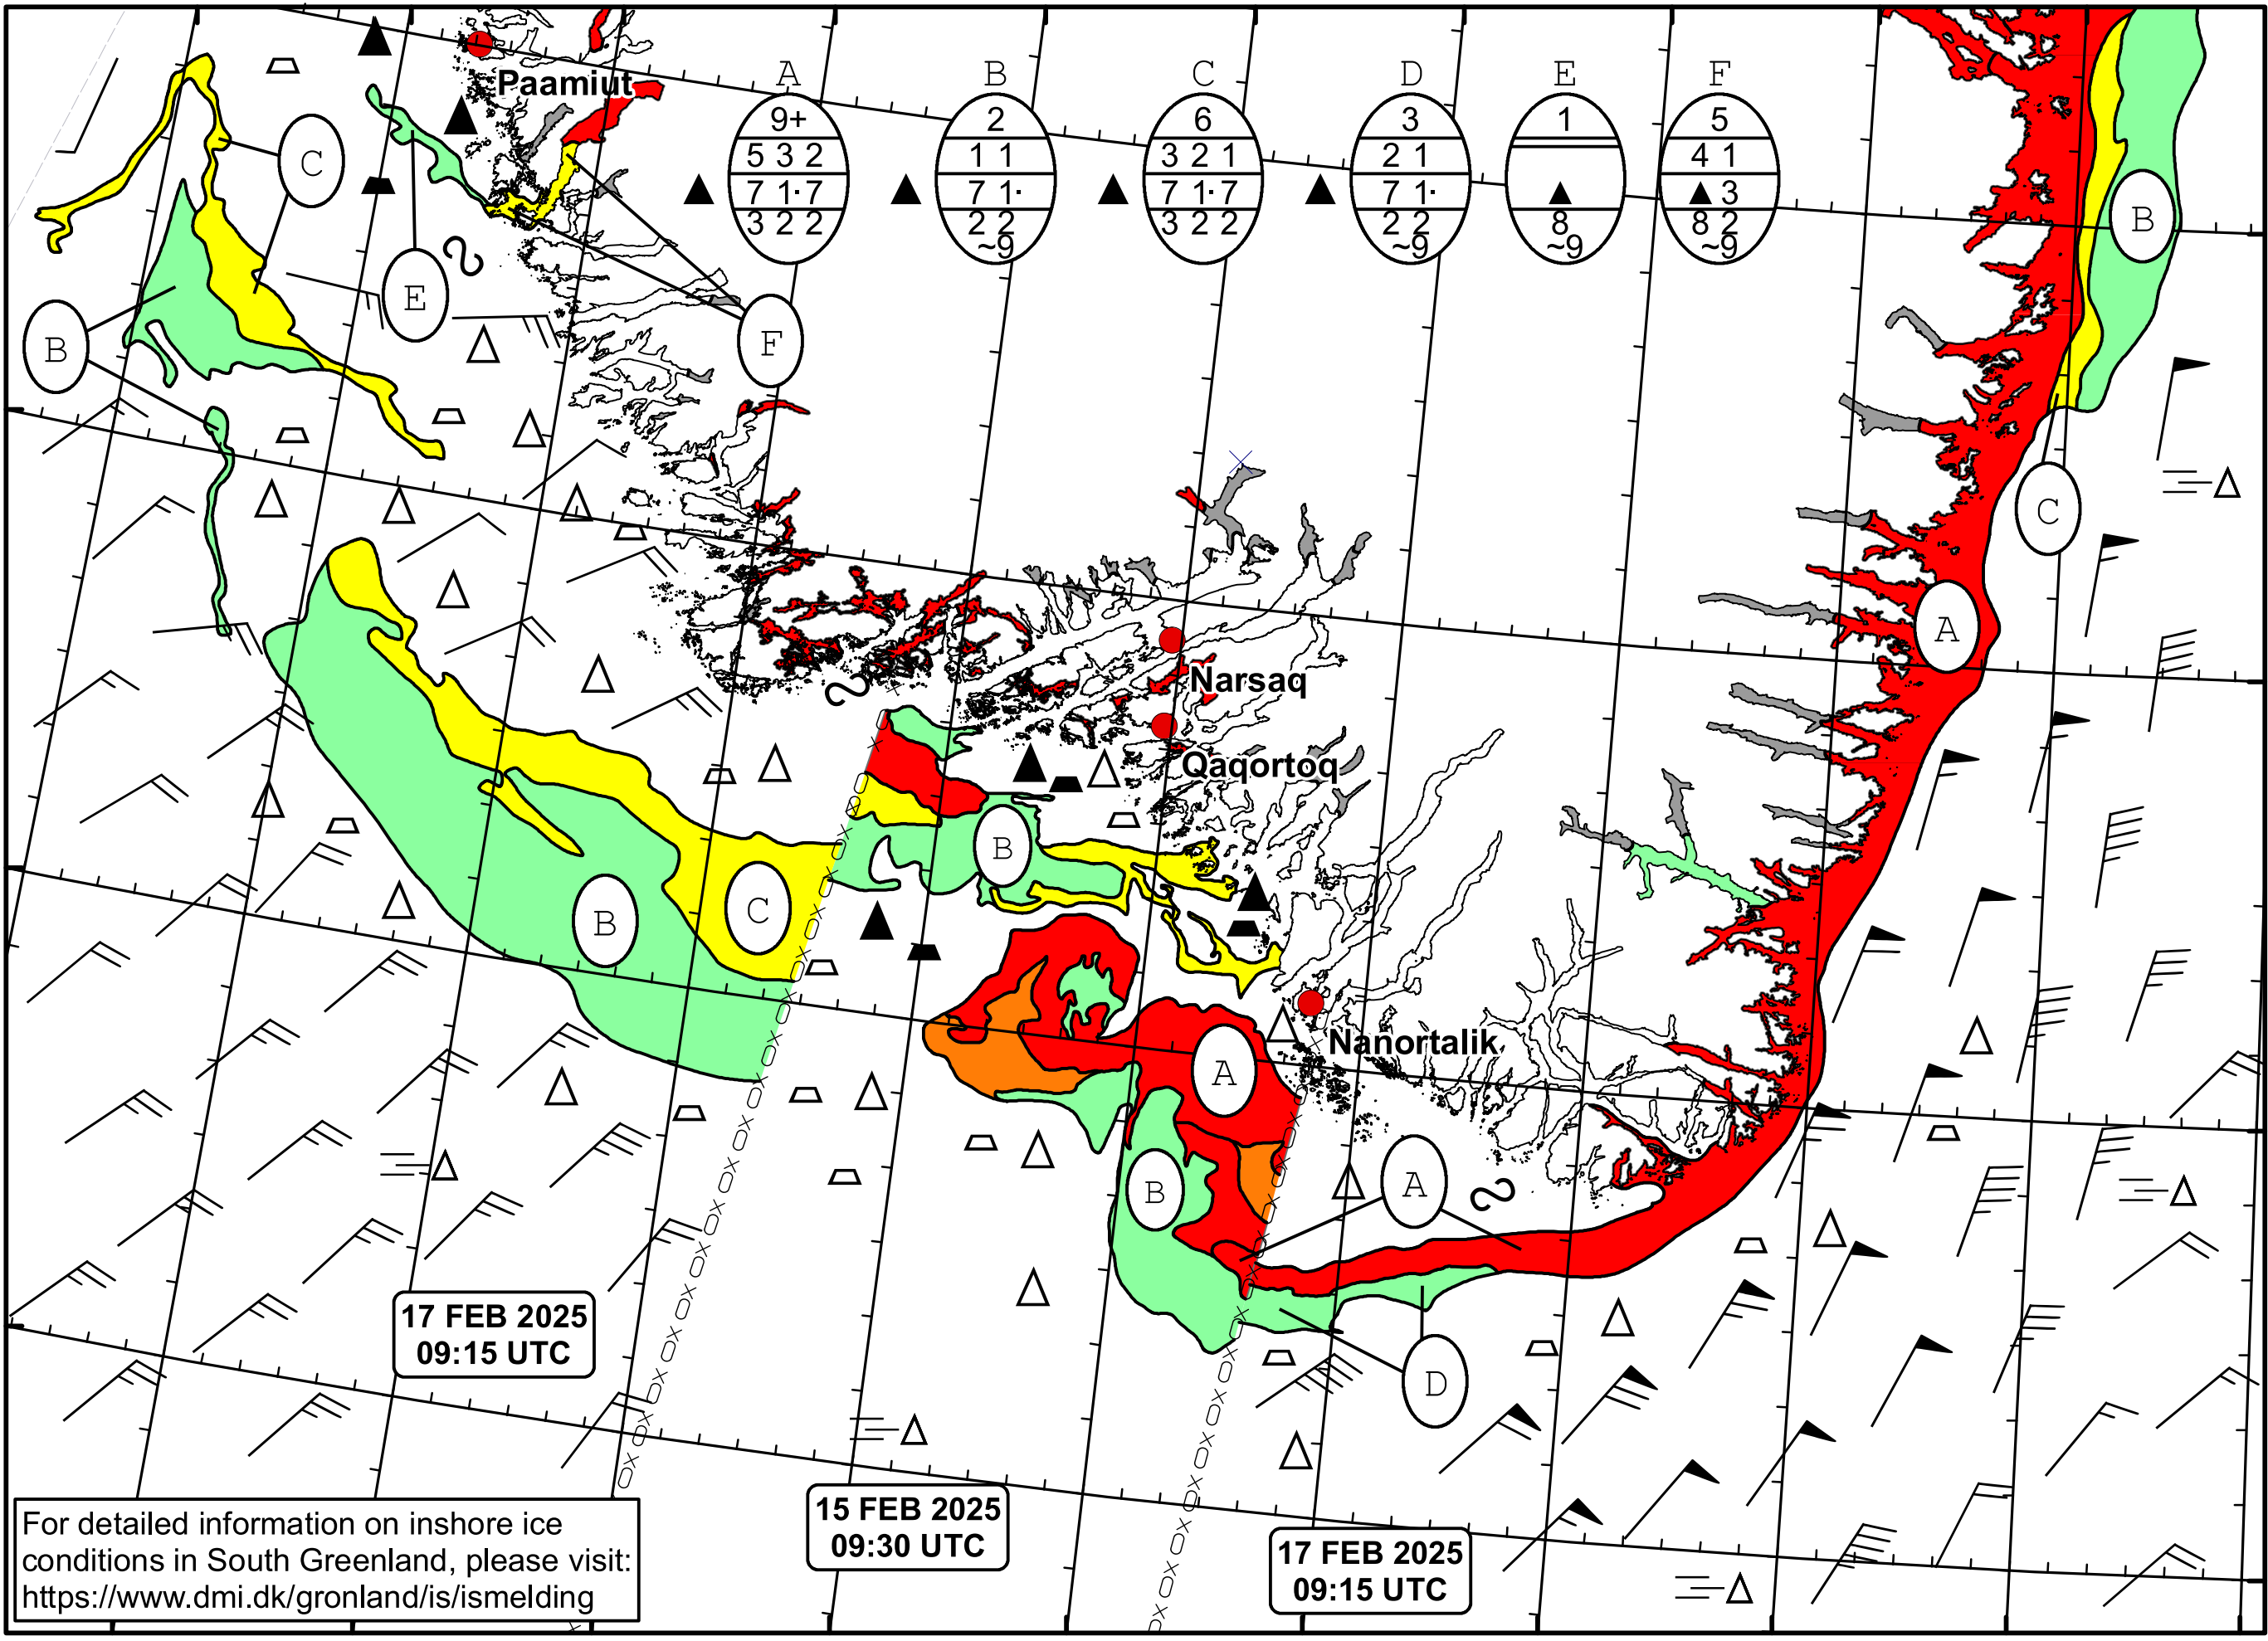 Paamiut
A B C D E F
9+ 2 6 3 1 5
5 3 2 1 1 3 2 1 2 1 4 1
7 1· 7 7 1· 7 1· 7 7 1· 3
3 2 2 2 2 3 2 2 2 2 8 8 2
~9 ~9 ~9 ~9
C
B
E
B
F
C
A
Narsaq
Qaqortoq
B
B
C
Nanortalik
A
B
A
D
17 FEB 2025
09:15 UTC
15 FEB 2025
09:30 UTC
17 FEB 2025
09:15 UTC
For detailed information on inshore ice
conditions in South Greenland, please visit:
https://www.dmi.dk/gronland/is/ismelding